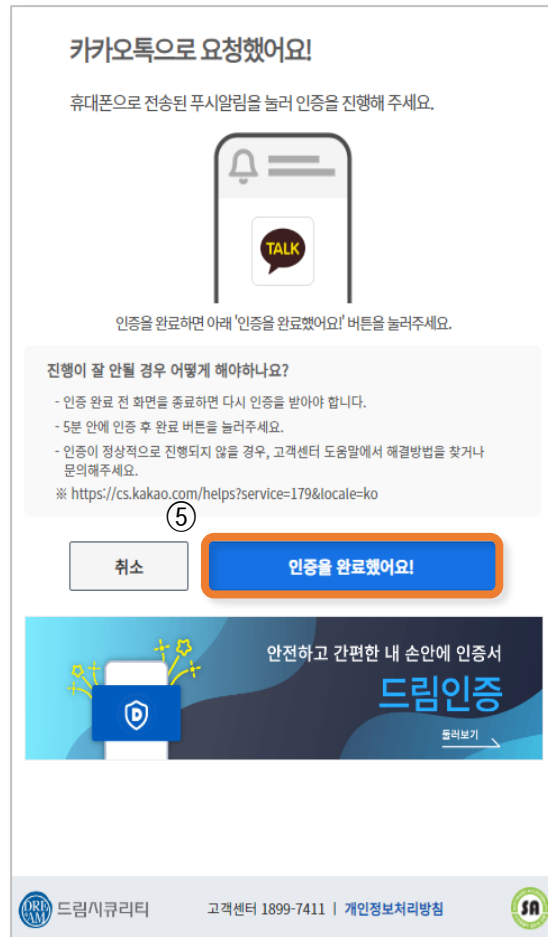 카카오톡으로 요청했어요!
휴대폰으로 전송된 푸시알림을 눌러 인증을 진행해 주세요.
TALK
인증을 완료하면 아래 '인증을 완료했어요!' 버튼을 눌러주세요.
진행이 잘 안될 경우 어떻게 해야하나요?
- 인증 완료 전 화면을 종료하면 다시 인증을 받아야 합니다.
- 5분 안에 인증 후 완료 버튼을 눌러주세요.
- 인증이 정상적으로 진행되지 않을 경우, 고객센터 도움말에서 해결방법을 찾거나
문의해주세요.
※ https://cs.kakao.com/helps?service=179&locale=ko
⑤
취소
인증을 완료했어요!
안전하고 간편한 내 손안에 인증서
드림인증
둘러보기
D
DREAM
드림시큐리티
고객센터 1899-7411 | 개인정보처리방침
SA